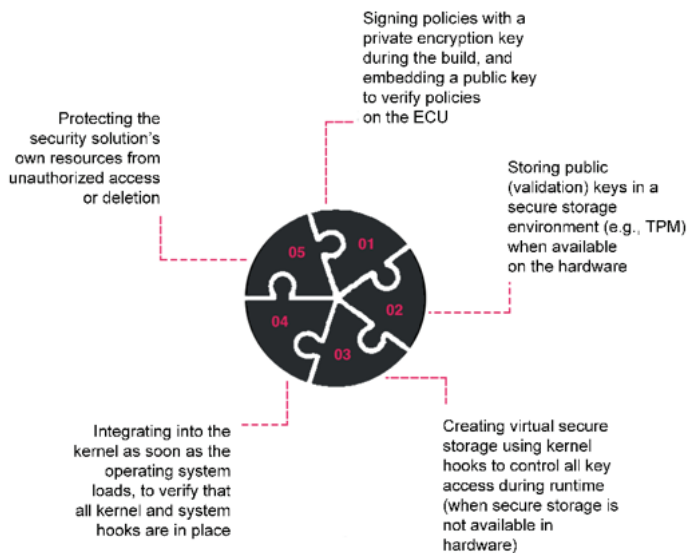 Signing policies with a
private encryption key
during the build, and
embedding a public key
to verify policies
on the ECU
Storing public
(validation) keys in a
secure storage
environment (e.g., TPM)
when available
on the hardware
Creating virtual secure
storage using kernel
hooks to control all key
access during runtime
(when secure storage is
not available in
hardware)
Integrating into the
kernel as soon as the
operating system
loads, to verify that
all kernel and system
hooks are in place
Protecting the
security solution's
own resources from
unauthorized access
or deletion
01
02
03
04
05